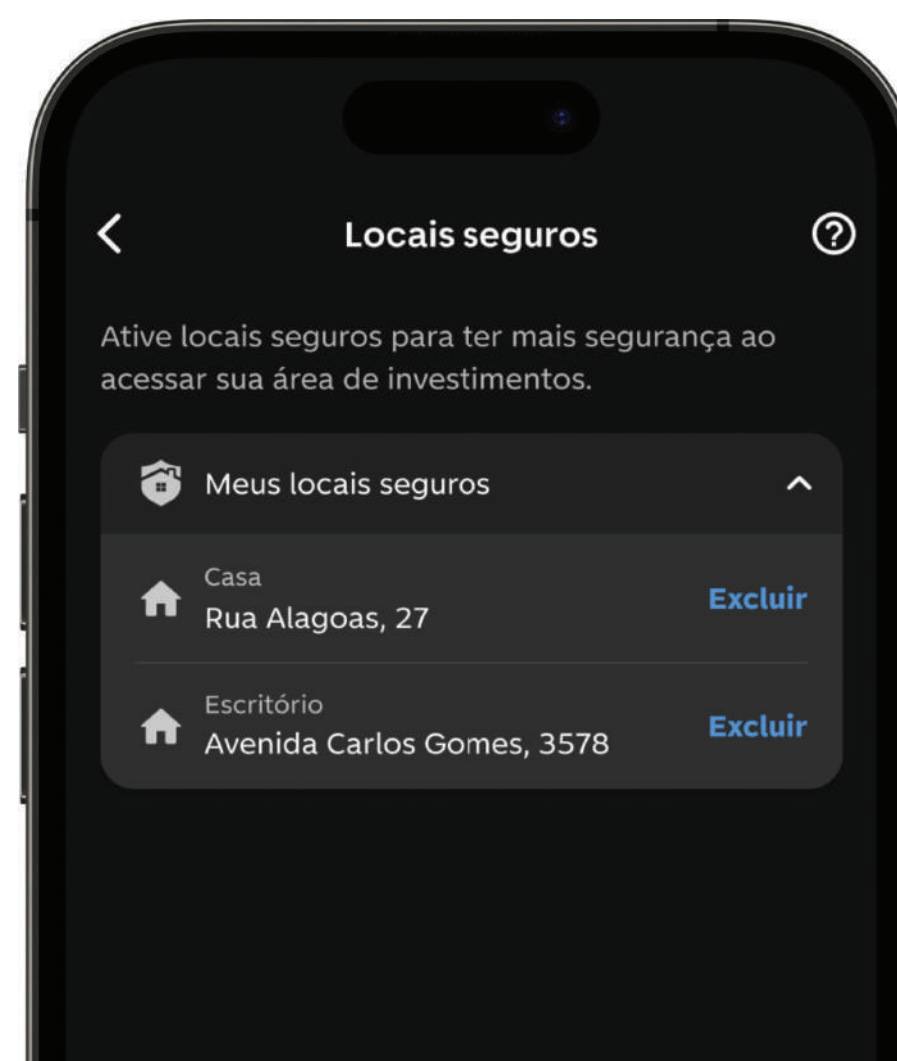 Locais seguros
Ative locais seguros para ter mais segurança ao
acessar sua área de investimentos.
Meus locais seguros
Casa
Rua Alagoas, 27
Excluir
Escritório
Avenida Carlos Gomes, 3578
Excluir